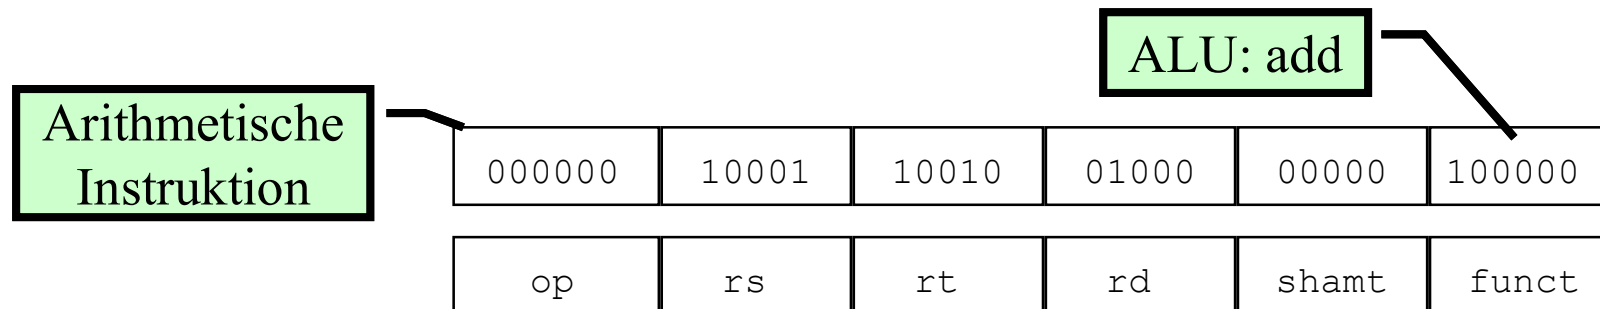 ALU: add
Arithmetische
Instruktion
000000 10001 10010 01000 00000 100000
op rs rt rd shamt funct